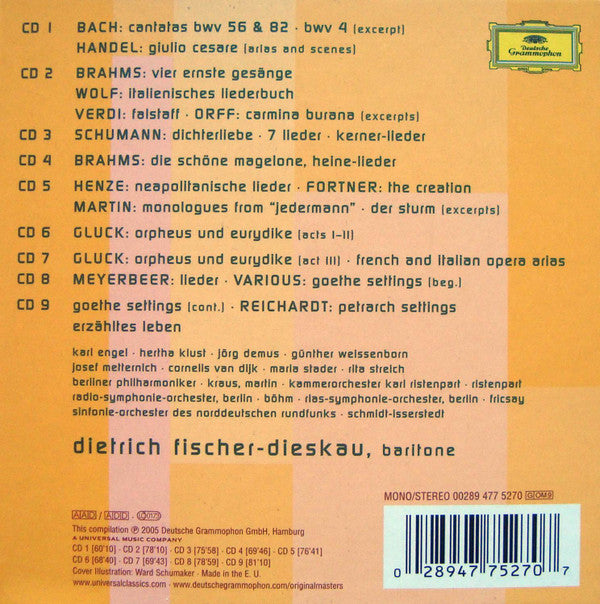 CD 1 BACH: cantatas bwv 56 & 82 · bwv 4 (excerpt)
HANDEL: giulio cesare (arias and scenes)
Deutsche
Grammophon
CD 2 BRAHMS: vier ernste gesänge
WOLF: italienisches liederbuch
VERDI: falstaff · ORFF: carmina burana (excerpts)
CD 3 SCHUMANN: dichterliebe · 7 lieder · kerner-lieder
CD 4 BRAHMS: die schöne magelone, heine-lieder
CD 5 HENZE: neapolitanische lieder · FORTNER: the creation
MARTIN: monologues from "jedermann" · der sturm (excerpts)
CD 6 GLUCK: orpheus und eurydike (acts I–II)
CD 7 GLUCK: orpheus und eurydike (act III) · french and italian opera arias
CD 8 MEYERBEER: lieder · VARIOUS: goethe settings (beg.)
CD 9 goethe settings (cont.) · REICHARDT: petrarch settings
erzähltes leben
karl engel · hertha klust · jörg demus · günther weissenborn
josef metternich · cornelis van dijk · maria stader · rita streich
berliner philharmoniker · kraus, martin · kammerorchester karl ristenpart · ristenpart
radio-symphonie-orchester, berlin · böhm · rias-symphonie-orchester, berlin · fricsay
sinfonie-orchester des norddeutschen rundfunks · schmidt-isserstedt
dietrich fischer-dieskau, baritone
MONO/STEREO 00289 477 5270 G OM9
AAD / ADD · LC 0173
This compilation ℗ 2005 Deutsche Grammophon GmbH, Hamburg
A UNIVERSAL MUSIC COMPANY
CD 1 [60'10] · CD 2 [78'10] CD 3 [75'58] · CD 4 [69'46] · CD 5 [76'41]
CD 6 [68'40] · CD 7 [69'43] · CD 8 [78'59] · CD 9 [81'10]
Cover Illustration: Ward Schumaker · Made in the E. U.
www.universalclassics.com · www.deutschegrammophon.com/originalmasters
0 28947 75270 7